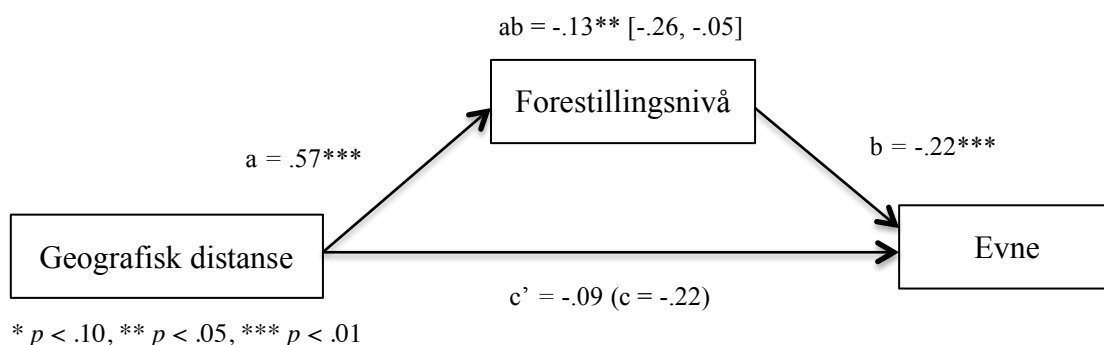 ab = -.13** [-.26, -.05]
Forestillingsnivå
a = .57***
b = -.22***
Geografisk distanse
Evne
c’ = -.09 (c = -.22)
* p < .10, ** p < .05, *** p < .01